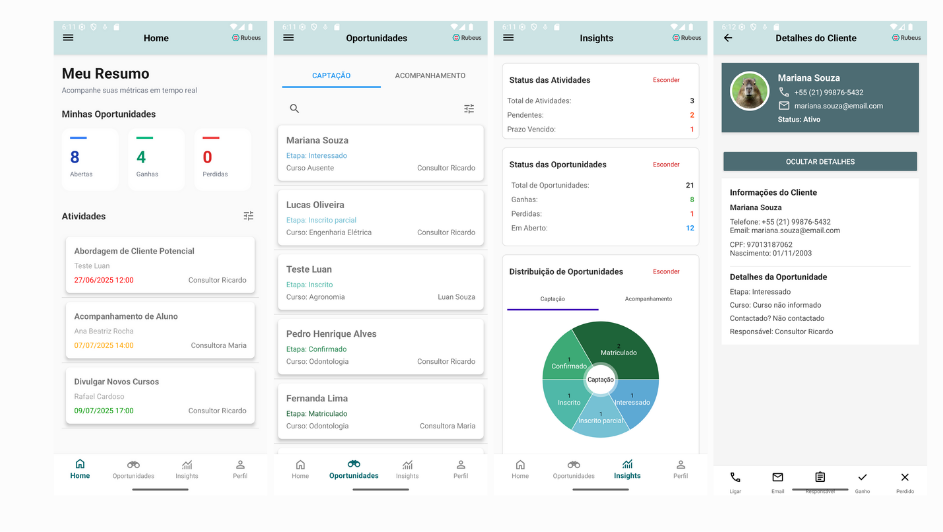 6:11
Home
Rubeus
Meu Resumo
Acompanhe suas métricas em tempo real
Minhas Oportunidades
8
Abertas
4
Ganhas
0
Perdidas
Atividades
Abordagem de Cliente Potencial
Teste Luan
27/06/2025 12:00
Consultor Ricardo
Acompanhamento de Aluno
Ana Beatriz Rocha
07/07/2025 14:00
Consultora Maria
Divulgar Novos Cursos
Rafael Cardoso
09/07/2025 17:00
Consultor Ricardo
Home
Oportunidades
Insights
Perfil
6:11
Oportunidades
Rubeus
CAPTAÇÃO
ACOMPANHAMENTO
Mariana Souza
Etapa: Interessado
Curso Ausente
Consultor Ricardo
Lucas Oliveira
Etapa: Inscrito parcial
Curso: Engenharia Elétrica
Consultor Ricardo
Teste Luan
Etapa: Inscrito
Curso: Agronomia
Luan Souza
Pedro Henrique Alves
Etapa: Confirmado
Curso: Odontologia
Consultor Ricardo
Fernanda Lima
Etapa: Matriculado
Curso: Odontologia
Consultora Maria
Home
Oportunidades
Insights
Perfil
6:11
Insights
Rubeus
Status das Atividades
Esconder
Total de Atividades:
3
Pendentes:
2
Prazo Vencido:
1
Status das Oportunidades
Esconder
Total de Oportunidades:
21
Ganhas:
8
Perdidas:
1
Em Aberto:
12
Distribuição de Oportunidades
Esconder
Captação
Acompanhamento
2
Matriculado
1
Confirmado
Captação
1
Inscrito
1
Interessado
1
Inscrito parcial
Home
Oportunidades
Insights
Perfil
6:12
Detalhes do Cliente
Rubeus
Mariana Souza
+55 (21) 99876-5432
mariana.souza@email.com
Status: Ativo
OCULTAR DETALHES
Informações do Cliente
Mariana Souza
Telefone: +55 (21) 99876-5432
Email: mariana.souza@email.com
CPF: 97013187062
Nascimento: 01/11/2003
Detalhes da Oportunidade
Etapa: Interessado
Curso: Curso não informado
Contactado? Não contactado
Responsável: Consultor Ricardo
Ligar
Email
Responsável
Ganho
Perdido